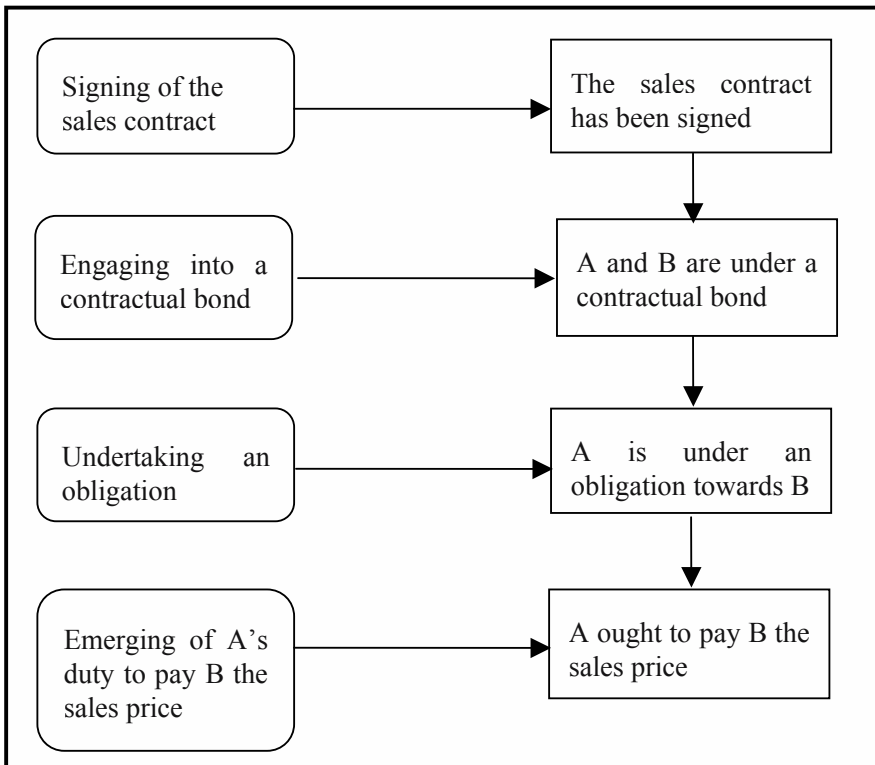 Signing of the
sales contract
The sales contract
has been signed
Engaging into a
contractual bond
A and B are under a
contractual bond
Undertaking an
obligation
A is under an
obligation towards B
Emerging of A's
duty to pay B the
sales price
A ought to pay B the
sales price